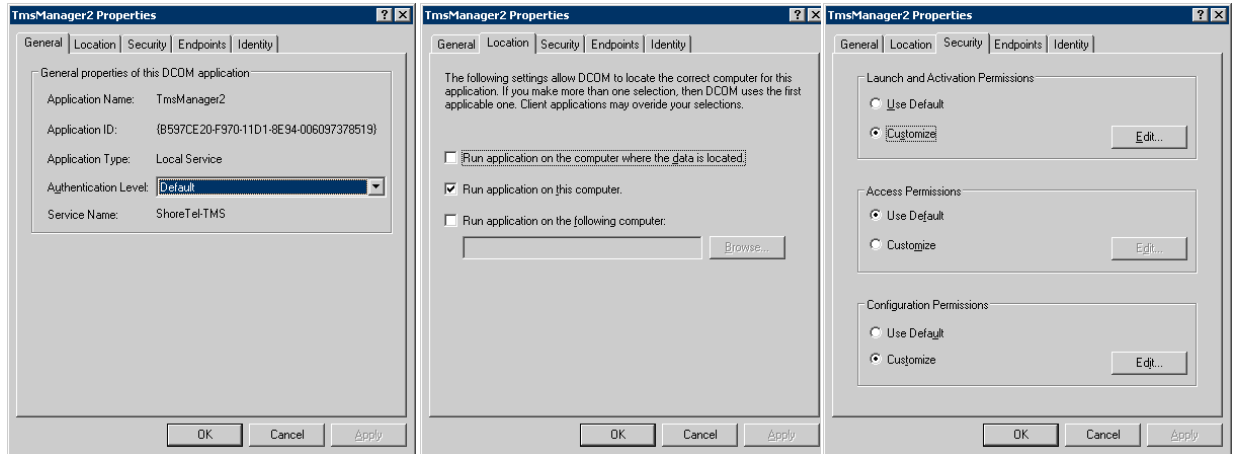 TmsManager2 Properties
General Location Security Endpoints Identity
General properties of this DCOM application
Application Name: TmsManager2
Application ID: {B597CE20-F970-11D1-8E94-006097378519}
Application Type: Local Service
Authentication Level: Default
Service Name: ShoreTel-TMS
OK Cancel Apply
TmsManager2 Properties
General Location Security Endpoints Identity
The following settings allow DCOM to locate the correct computer for this
application. If you make more than one selection, then DCOM uses the first
applicable one. Client applications may overide your selections.
Run application on the computer where the data is located.
Run application on this computer.
Run application on the following computer:
Browse...
OK Cancel Apply
TmsManager2 Properties
General Location Security Endpoints Identity
Launch and Activation Permissions
Use Default
Customize Edit...
Access Permissions
Use Default
Customize Edit...
Configuration Permissions
Use Default
Customize Edit...
OK Cancel Apply